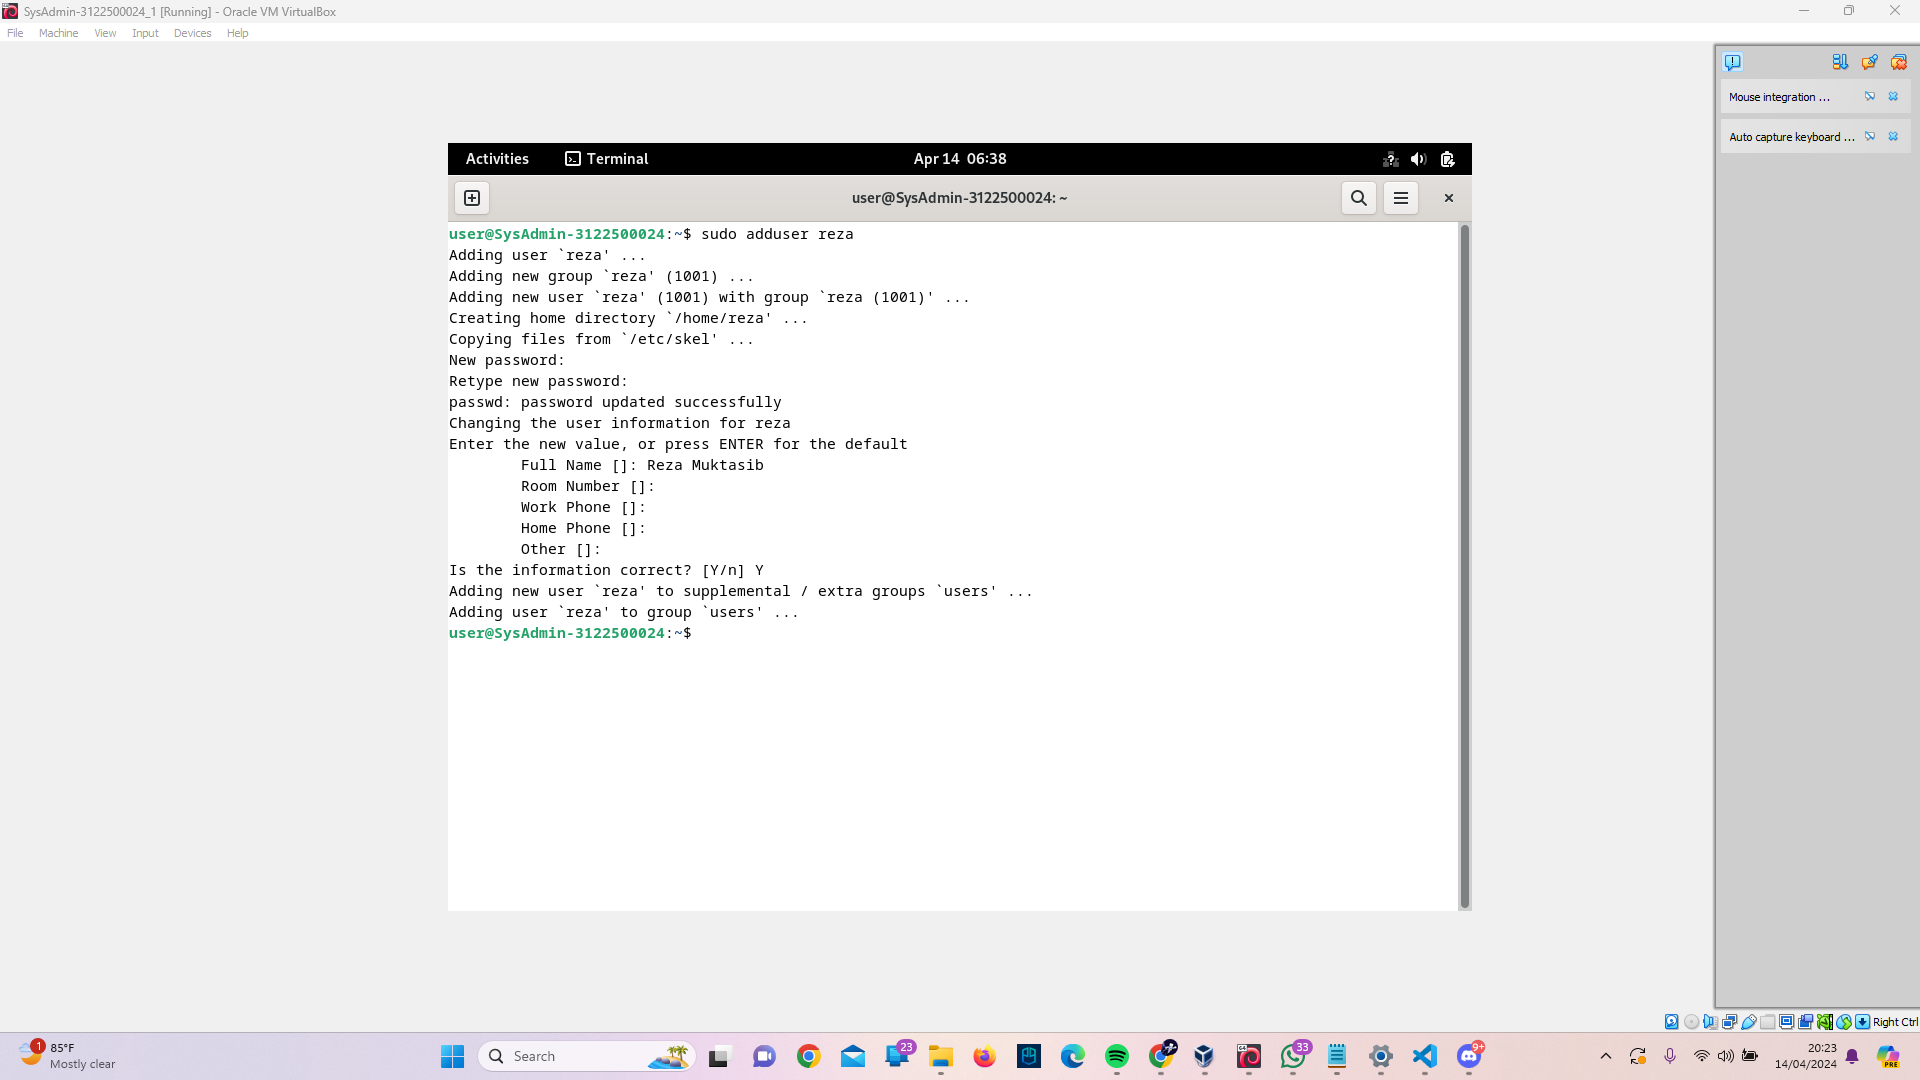 SysAdmin-3122500024_1 [Running] - Oracle VM VirtualBox
File Machine View Input Devices Help
Mouse integration ...
Auto capture keyboard ...
Activities Terminal Apr 14 06:38
user@SysAdmin-3122500024: ~
user@SysAdmin-3122500024:~$ sudo adduser reza
Adding user `reza' ...
Adding new group `reza' (1001) ...
Adding new user `reza' (1001) with group `reza (1001)' ...
Creating home directory `/home/reza' ...
Copying files from `/etc/skel' ...
New password:
Retype new password:
passwd: password updated successfully
Changing the user information for reza
Enter the new value, or press ENTER for the default
Full Name []: Reza Muktasib
Room Number []:
Work Phone []:
Home Phone []:
Other []:
Is the information correct? [Y/n] Y
Adding new user `reza' to supplemental / extra groups `users' ...
Adding user `reza' to group `users' ...
user@SysAdmin-3122500024:~$
Right Ctrl
1
85°F
Mostly clear
Search
23
33
9+
20:23
14/04/2024
PRE